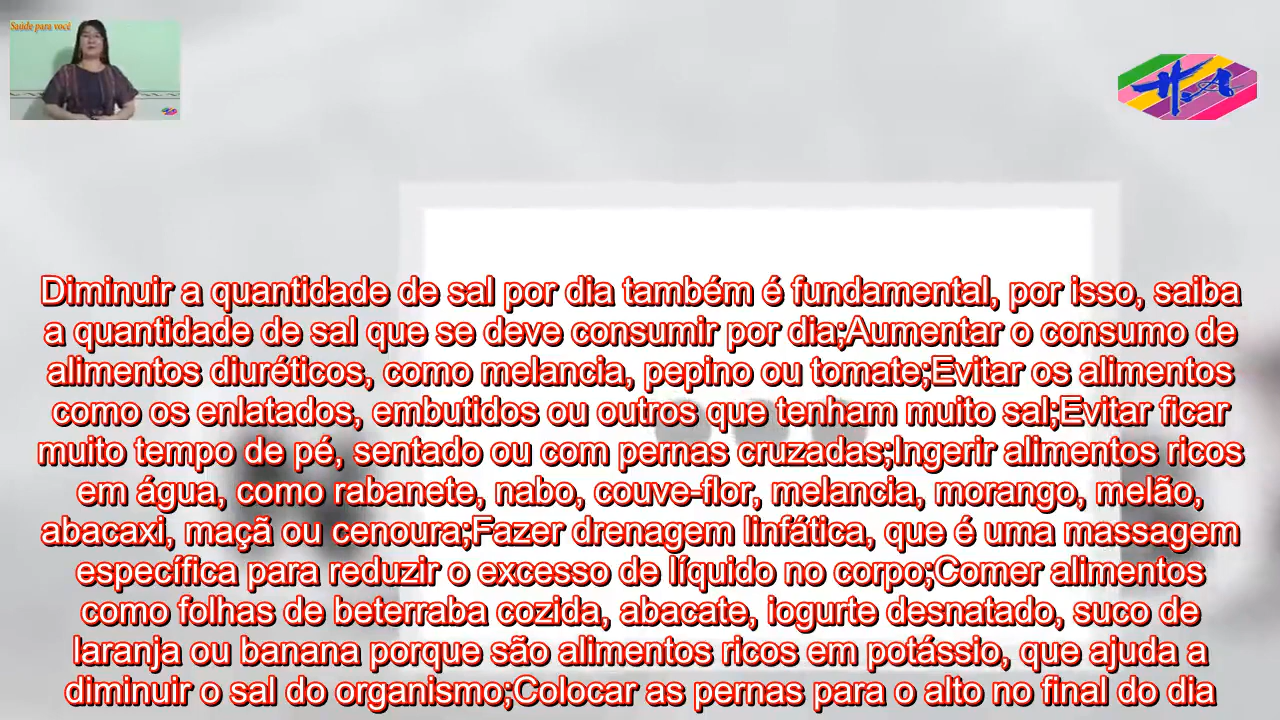 Saúde para você
H.A
Diminuir a quantidade de sal por dia também é fundamental, por isso, saiba
a quantidade de sal que se deve consumir por dia;Aumentar o consumo de
alimentos diuréticos, como melancia, pepino ou tomate;Evitar os alimentos
como os enlatados, embutidos ou outros que tenham muito sal;Evitar ficar
muito tempo de pé, sentado ou com pernas cruzadas;Ingerir alimentos ricos
em água, como rabanete, nabo, couve-flor, melancia, morango, melão,
abacaxi, maçã ou cenoura;Fazer drenagem linfática, que é uma massagem
específica para reduzir o excesso de líquido no corpo;Comer alimentos
como folhas de beterraba cozida, abacate, iogurte desnatado, suco de
laranja ou banana porque são alimentos ricos em potássio, que ajuda a
diminuir o sal do organismo;Colocar as pernas para o alto no final do dia